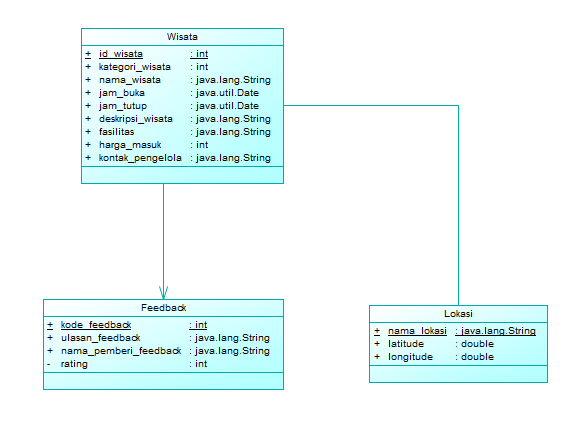 Wisata
+ id_wisata : int
+ kategori_wisata : int
+ nama_wisata : java.lang.String
+ jam_buka : java.util.Date
+ jam_tutup : java.util.Date
+ deskripsi_wisata : java.lang.String
+ fasilitas : java.lang.String
+ harga_masuk : int
+ kontak_pengelola : java.lang.String
Feedback
+ kode_feedback : int
+ ulasan_feedback : java.lang.String
+ nama_pemberi_feedback : java.lang.String
- rating : int
Lokasi
+ nama_lokasi : java.lang.String
+ latitude : double
+ longitude : double